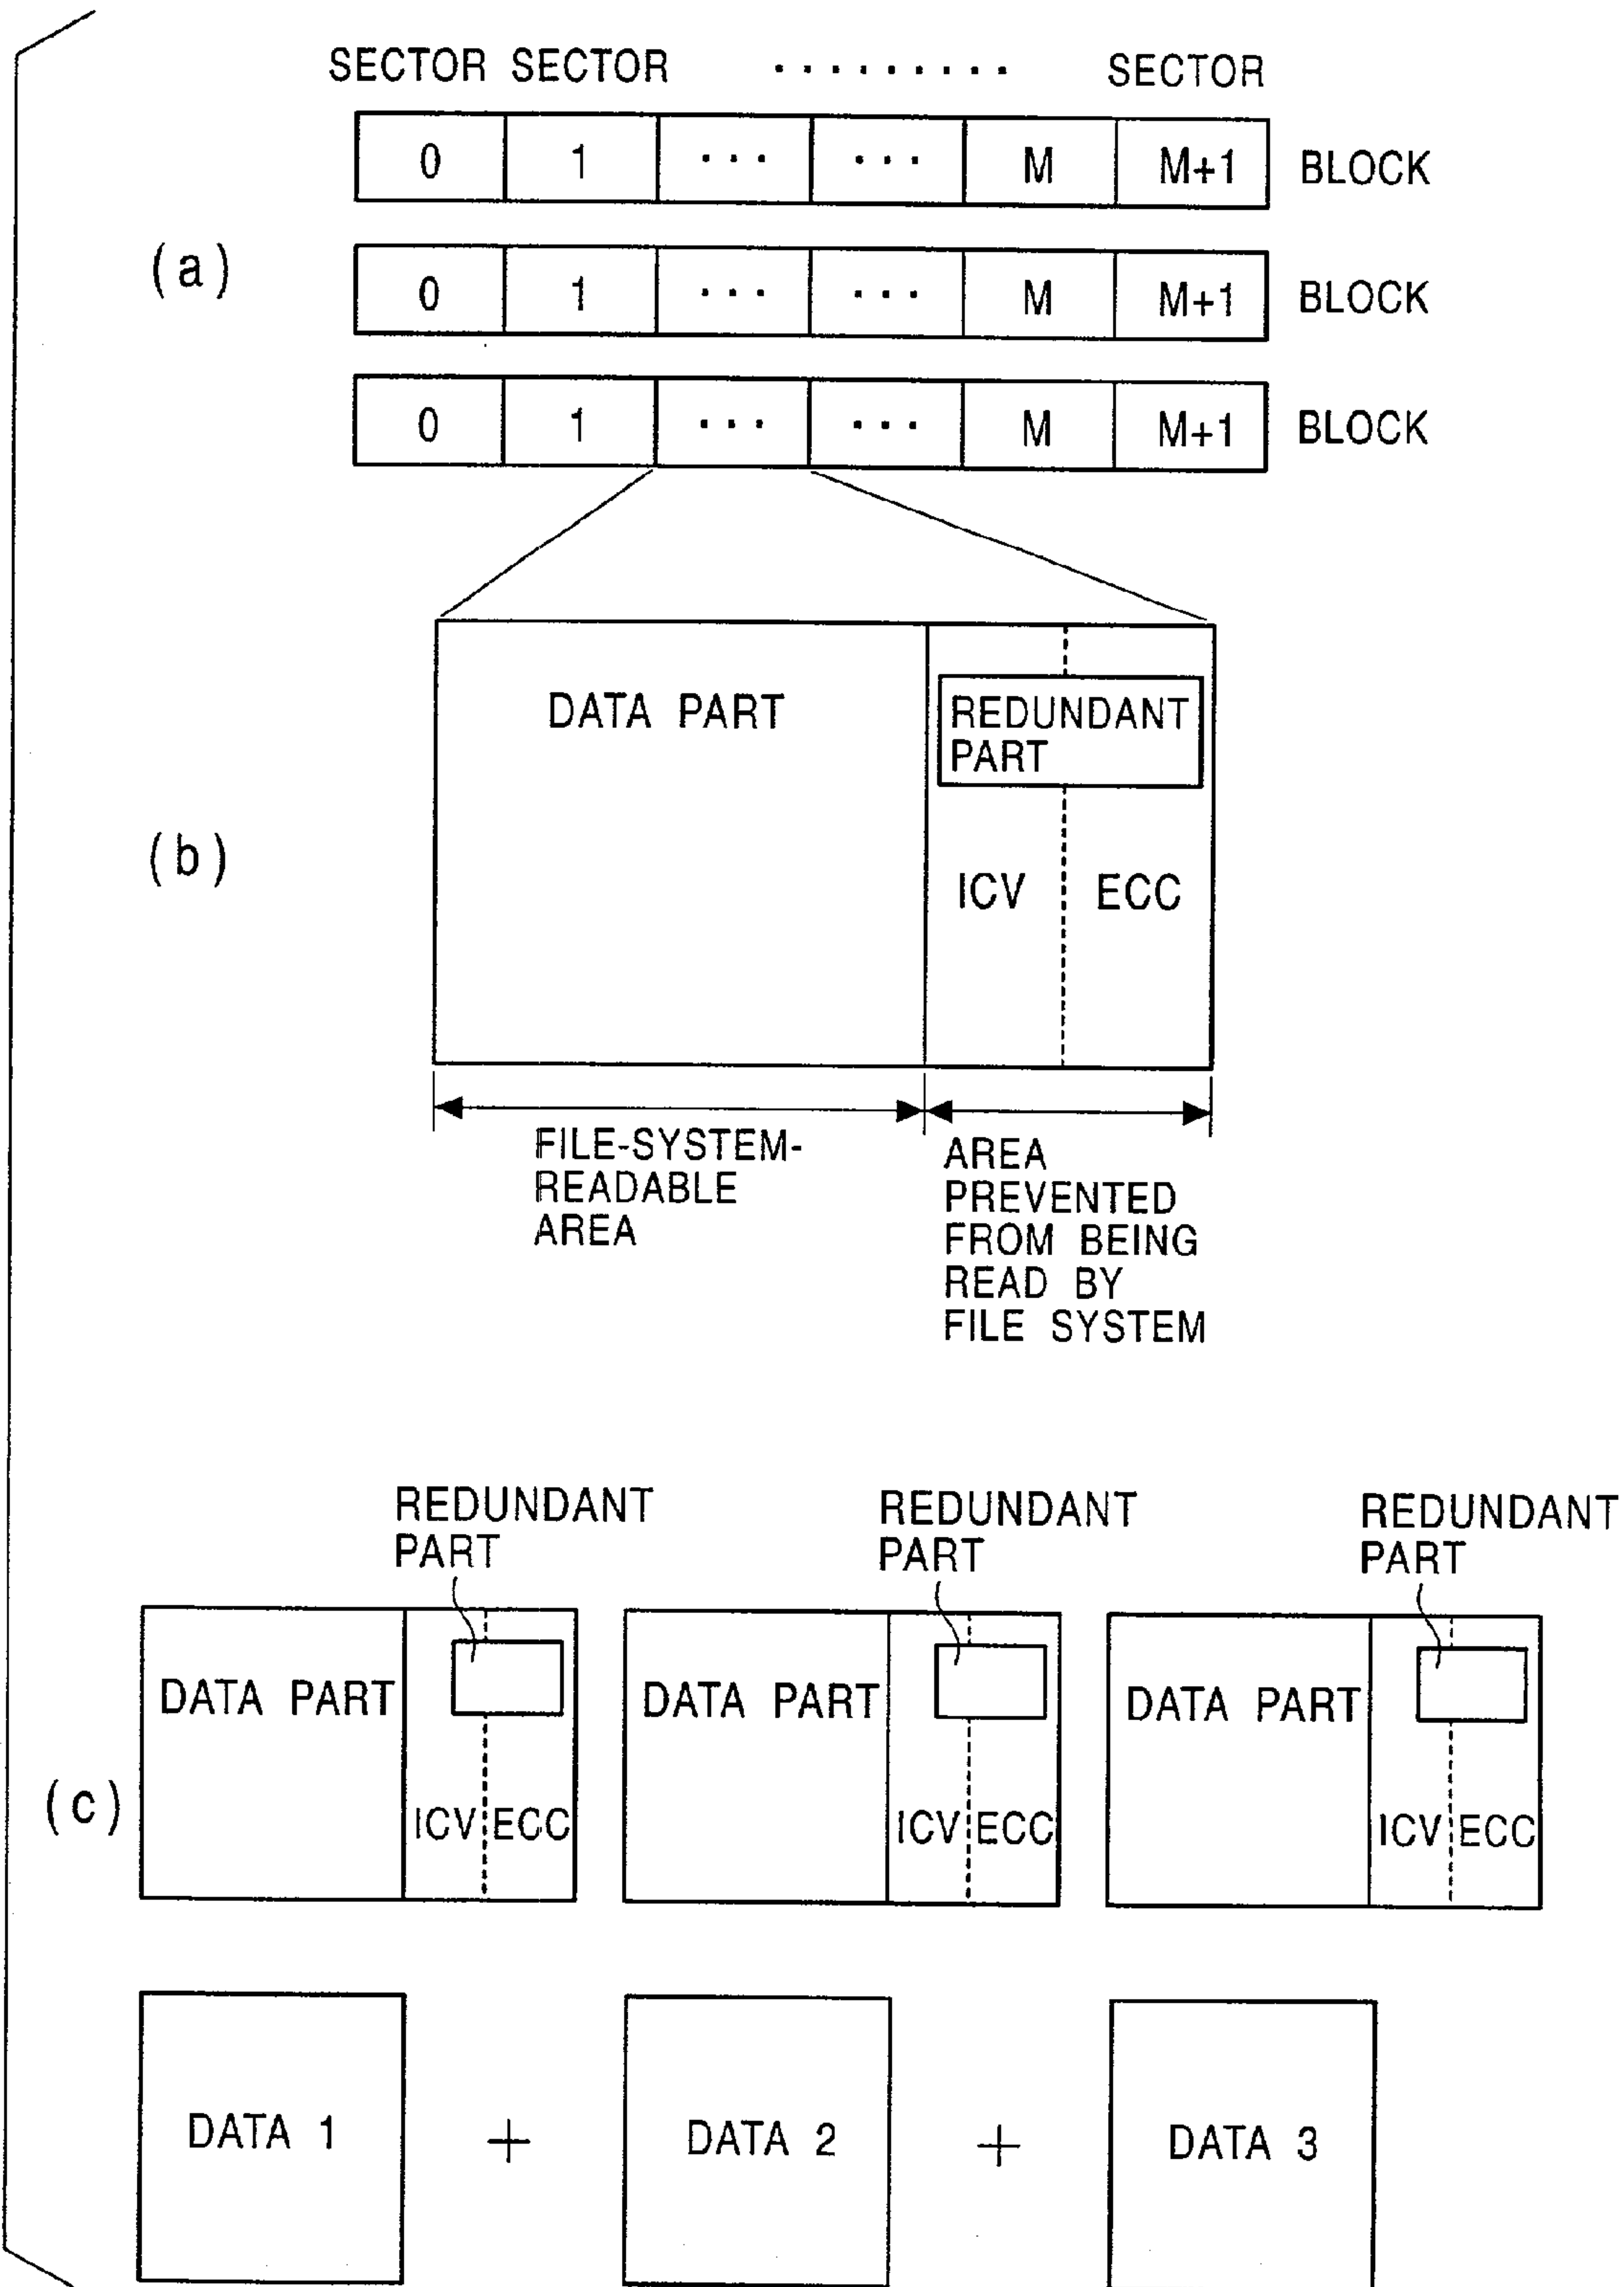 SECTOR SECTOR ......... SECTOR
0 1 ... ... M M+1 BLOCK
(a)
0 1 ... ... M M+1 BLOCK
0 1 ... ... M M+1 BLOCK
(b)
DATA PART
REDUNDANT
PART
ICV ECC
FILE-SYSTEM-
READABLE
AREA
AREA
PREVENTED
FROM BEING
READ BY
FILE SYSTEM
(c)
REDUNDANT
PART
REDUNDANT
PART
REDUNDANT
PART
DATA PART
ICV ECC
DATA PART
ICV ECC
DATA PART
ICV ECC
DATA 1 + DATA 2 + DATA 3